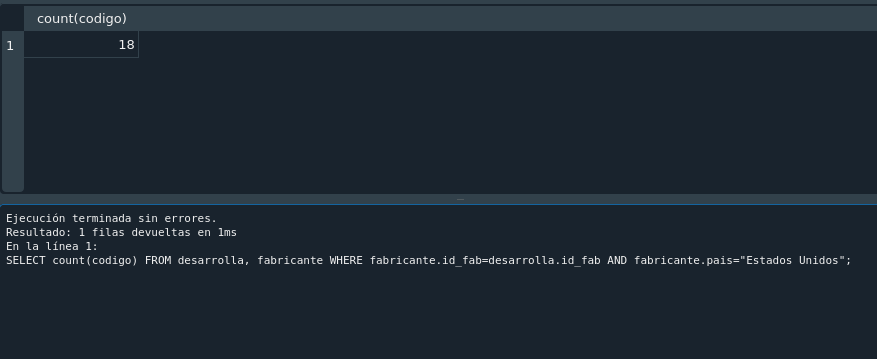 count(codigo)
1 18
Ejecución terminada sin errores.
Resultado: 1 filas devueltas en 1ms
En la línea 1:
SELECT count(codigo) FROM desarrolla, fabricante WHERE fabricante.id_fab=desarrolla.id_fab AND fabricante.pais="Estados Unidos";